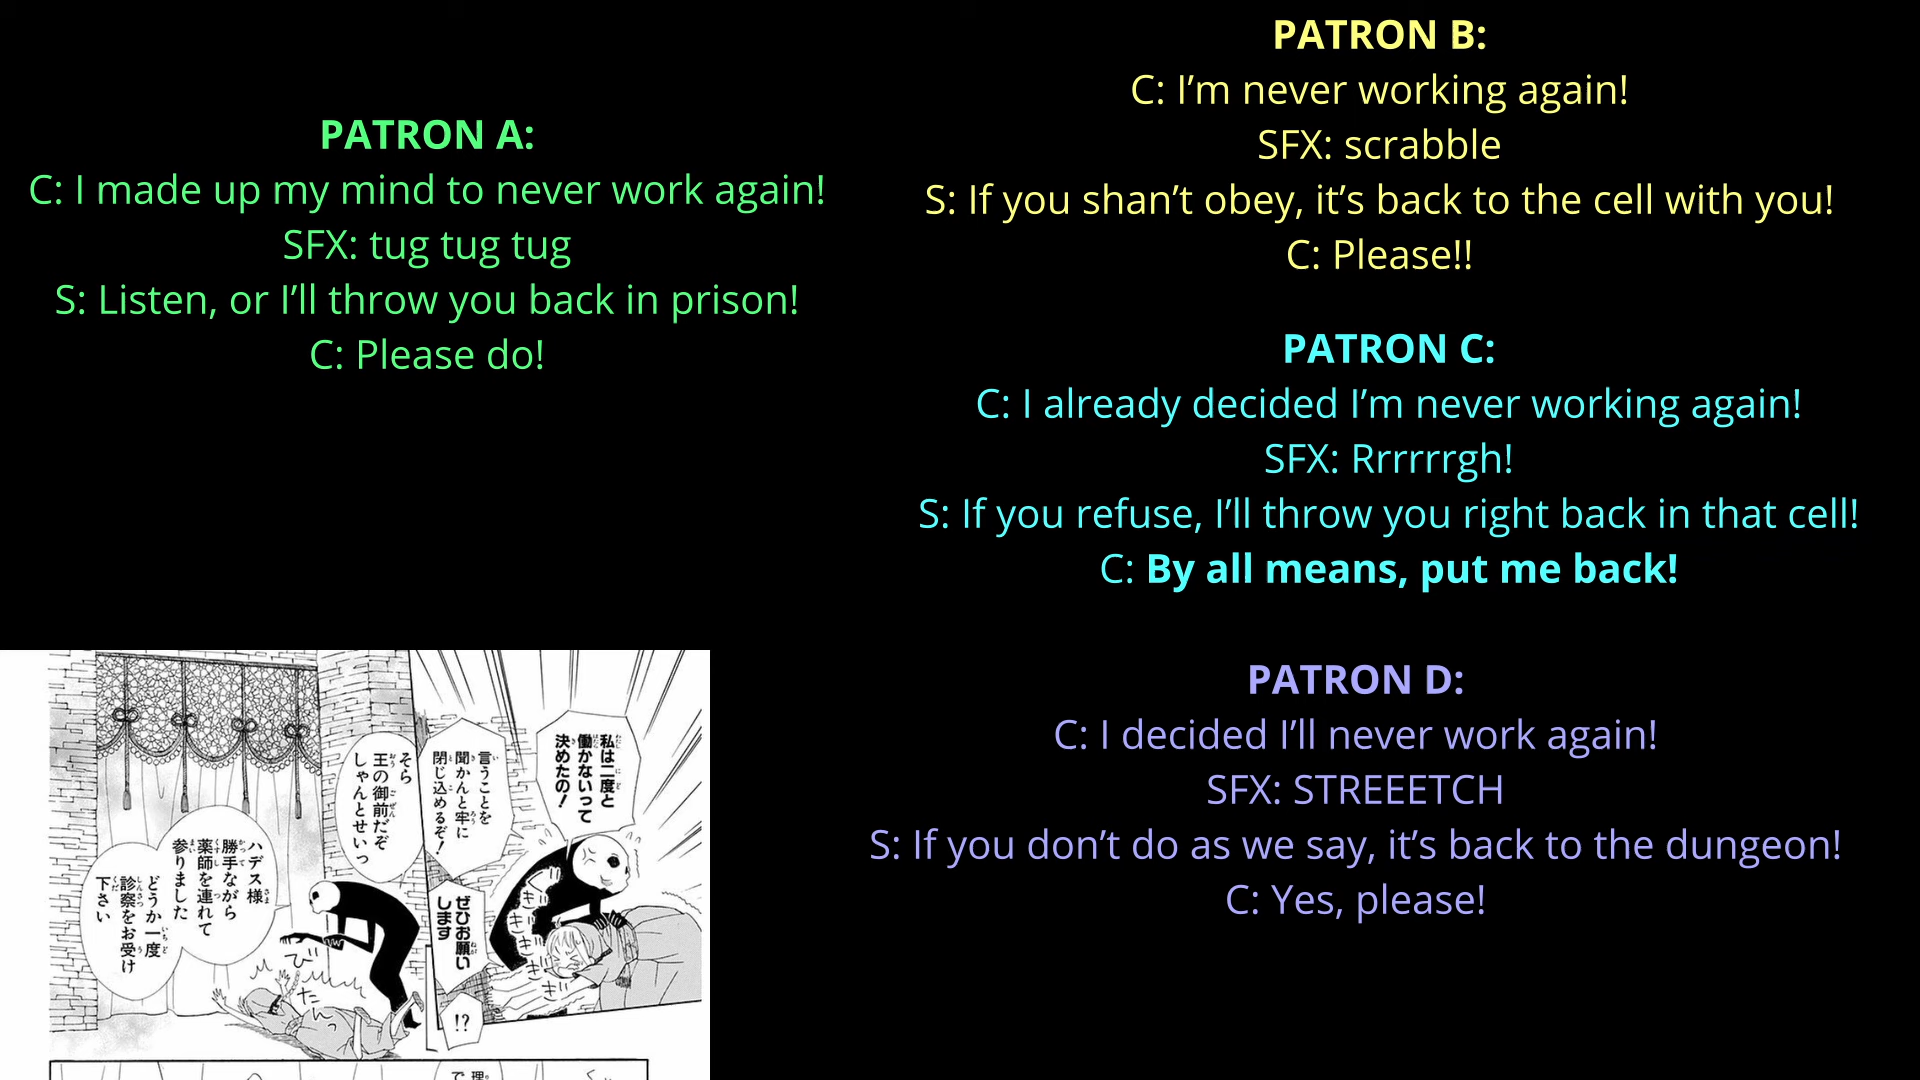 PATRON A:
C: I made up my mind to never work again!
SFX: tug tug tug
S: Listen, or I’ll throw you back in prison!
C: Please do!
PATRON B:
C: I’m never working again!
SFX: scrabble
S: If you shan’t obey, it’s back to the cell with you!
C: Please!!
PATRON C:
C: I already decided I’m never working again!
SFX: Rrrrrrgh!
S: If you refuse, I’ll throw you right back in that cell!
C: By all means, put me back!
PATRON D:
C: I decided I’ll never work again!
SFX: STREEETCH
S: If you don’t do as we say, it’s back to the dungeon!
C: Yes, please!
私は二度と
働かないって
決めたの!
言うことを
聞かんと牢に
閉じ込めるぞ!
ぜひお願い
します
!?
そら
王の御前だぞ
しゃんとせいっ
ハデス様
勝手ながら
薬師を連れて
参りました
どうか一度
診察をお受け
下さい
びたんっ
理
で